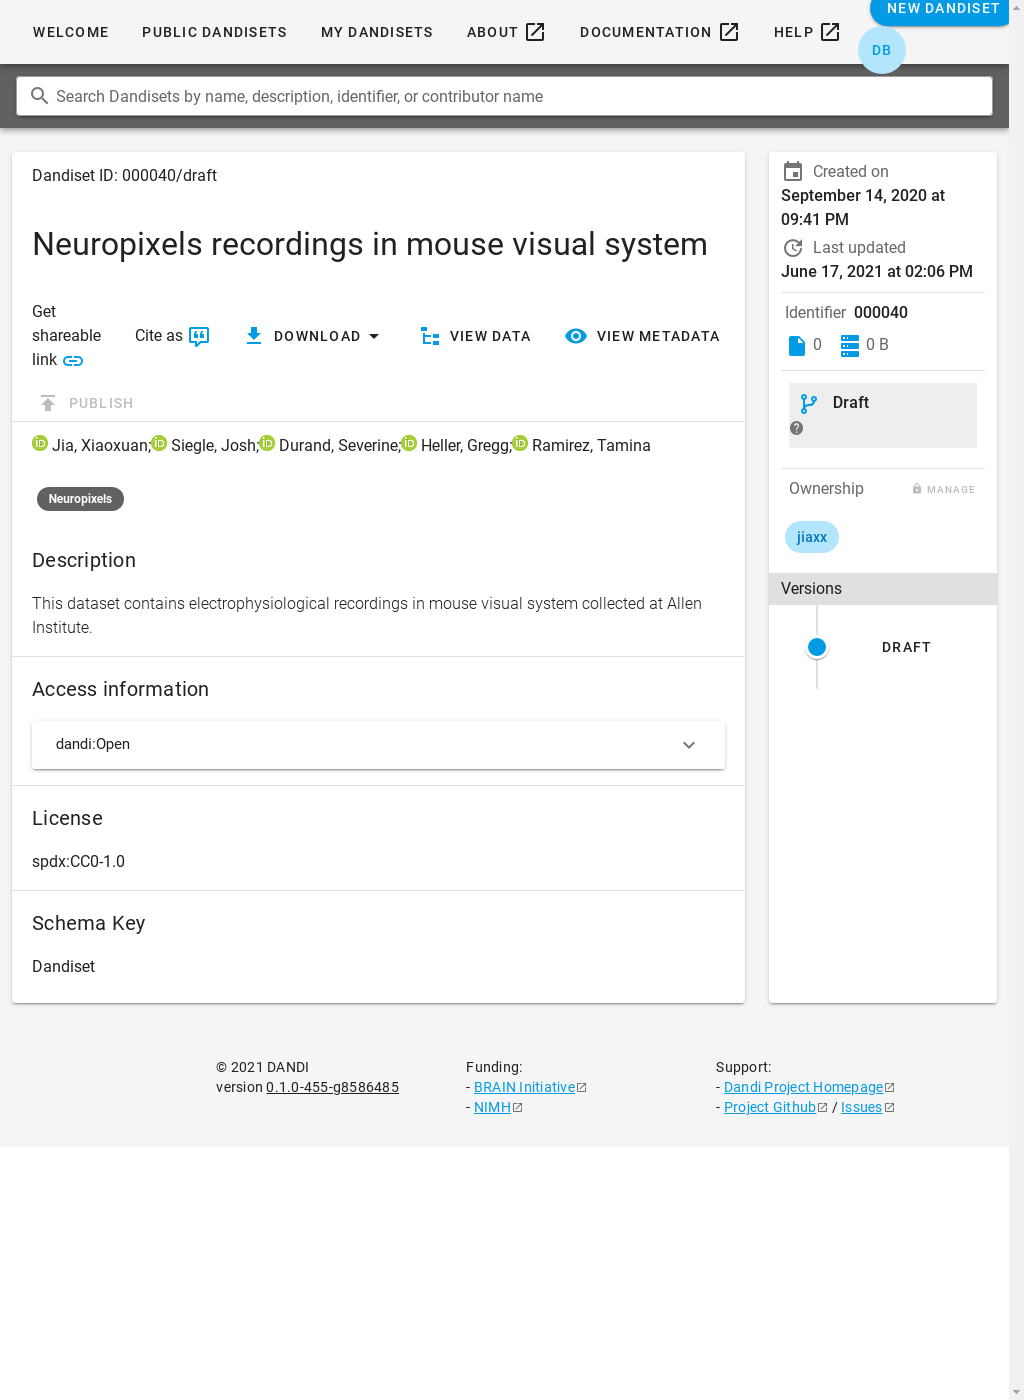 WELCOME
PUBLIC DANDISETS
MY DANDISETS
ABOUT
DOCUMENTATION
HELP
NEW DANDISET
DB
Search Dandisets by name, description, identifier, or contributor name
Dandiset ID: 000040/draft
Neuropixels recordings in mouse visual system
Get
shareable
link
Cite as
DOWNLOAD
VIEW DATA
VIEW METADATA
PUBLISH
iD Jia, Xiaoxuan;iD Siegle, Josh;iD Durand, Severine;iD Heller, Gregg;iD Ramirez, Tamina
Neuropixels
Description
This dataset contains electrophysiological recordings in mouse visual system collected at Allen
Institute.
Access information
dandi:Open
License
spdx:CC0-1.0
Schema Key
Dandiset
Created on
September 14, 2020 at
09:41 PM
Last updated
June 17, 2021 at 02:06 PM
Identifier 000040
0 0 B
Draft
?
Ownership
MANAGE
jiaxx
Versions
DRAFT
© 2021 DANDI
version 0.1.0-455-g8586485
Funding:
- BRAIN Initiative
- NIMH
Support:
- Dandi Project Homepage
- Project Github / Issues